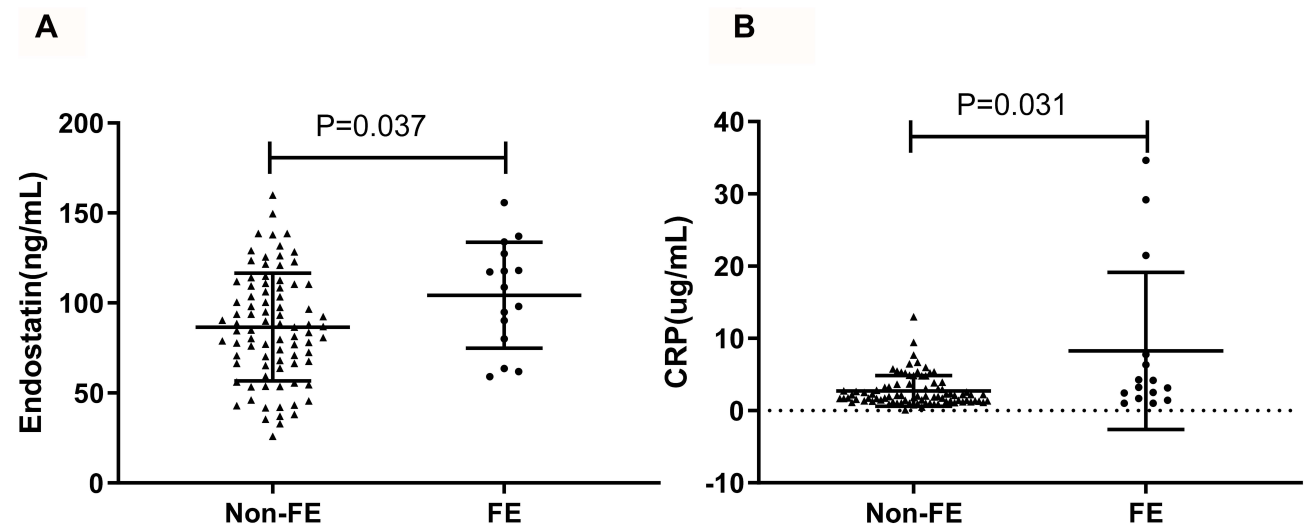 A
P=0.037
200
150
100
50
0
Endostatin(ng/mL)
Non-FE
FE
B
P=0.031
40
30
20
10
0
-10
CRP(ug/mL)
Non-FE
FE